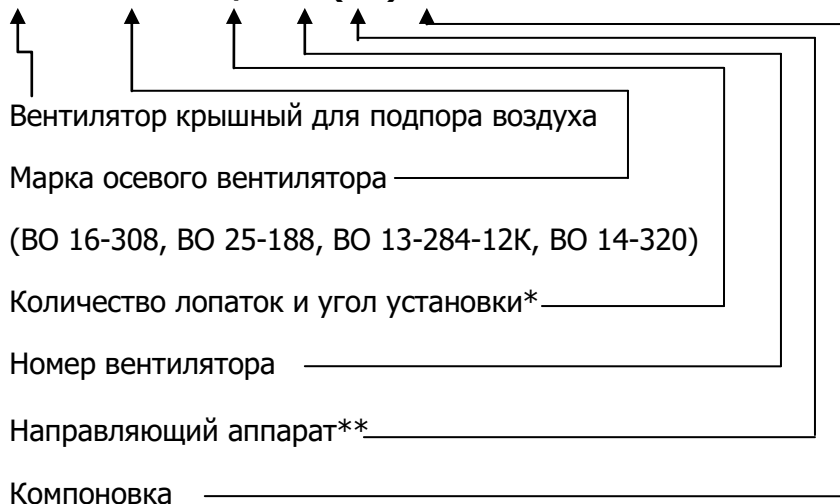 Вентилятор крышный для подпора воздуха
Марка осевого вентилятора
(ВО 16-308, ВО 25-188, ВО 13-284-12К, ВО 14-320)
Количество лопаток и угол установки*
Номер вентилятора
Направляющий аппарат**
Компоновка